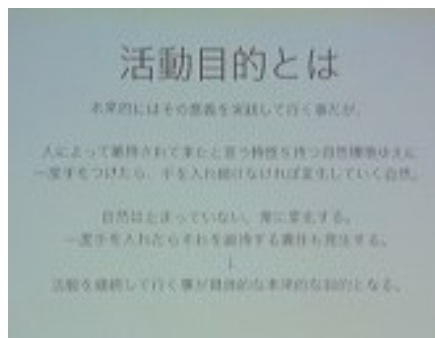 活動目的とは
本来的にはその意義を実践して行く事だが、
人によって維持されて来たと言う特性を持つ自然環境ゆえに
一度手をつけたら、手を入れ続けなければ変化していく自然。
自然は止まっていない、常に変化する。
一度手を入れたらそれを維持する責任も発生する。
↓
活動を継続して行く事が具体的な本来的な目的となる。